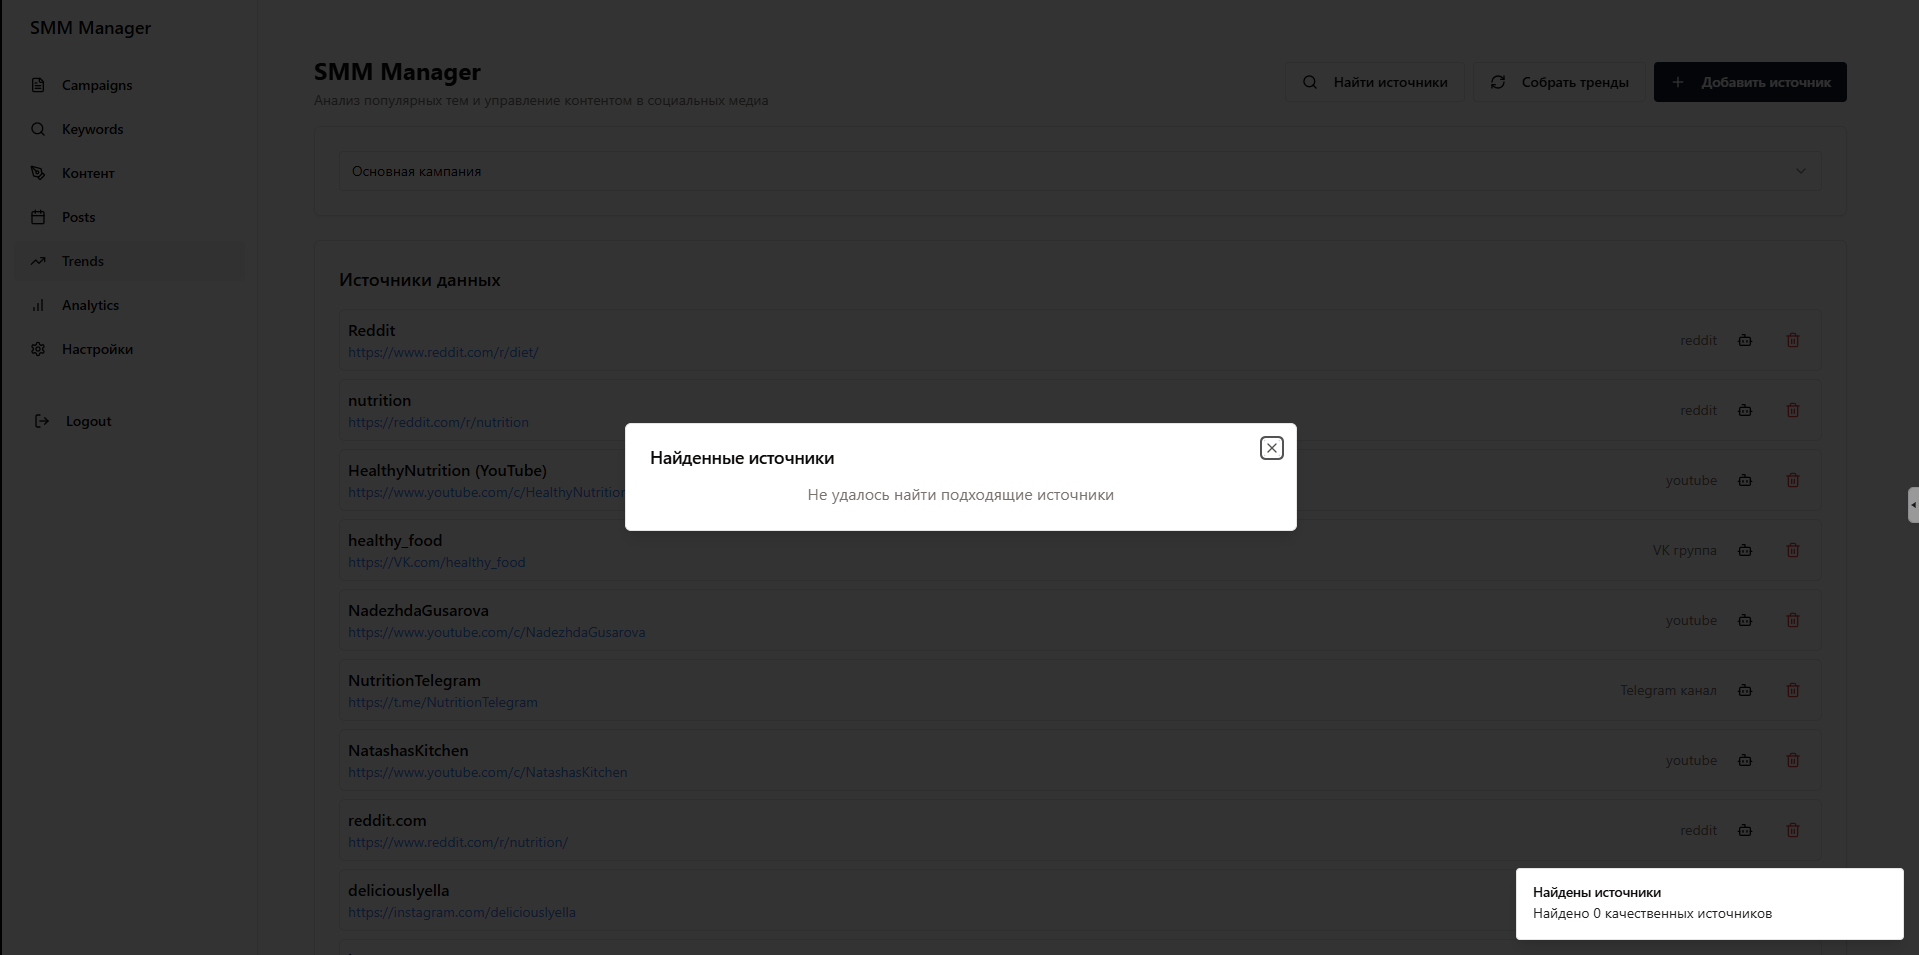 SMM Manager
Campaigns
Keywords
Контент
Posts
Trends
Analytics
Настройки
Logout
SMM Manager
Анализ популярных тем и управление контентом в социальных медиа
Найти источники
Собрать тренды
Добавить источник
Основная кампания
Источники данных
Reddit
https://www.reddit.com/r/diet/
reddit
nutrition
https://reddit.com/r/nutrition
reddit
HealthyNutrition (YouTube)
https://www.youtube.com/c/HealthyNutrition
youtube
healthy_food
https://VK.com/healthy_food
VK группа
NadezhdaGusarova
https://www.youtube.com/c/NadezhdaGusarova
youtube
NutritionTelegram
https://t.me/NutritionTelegram
Telegram канал
NatashasKitchen
https://www.youtube.com/c/NatashasKitchen
youtube
reddit.com
https://www.reddit.com/r/nutrition/
reddit
deliciouslyella
https://instagram.com/deliciouslyella
Найденные источники
Не удалось найти подходящие источники
Найдены источники
Найдено 0 качественных источников